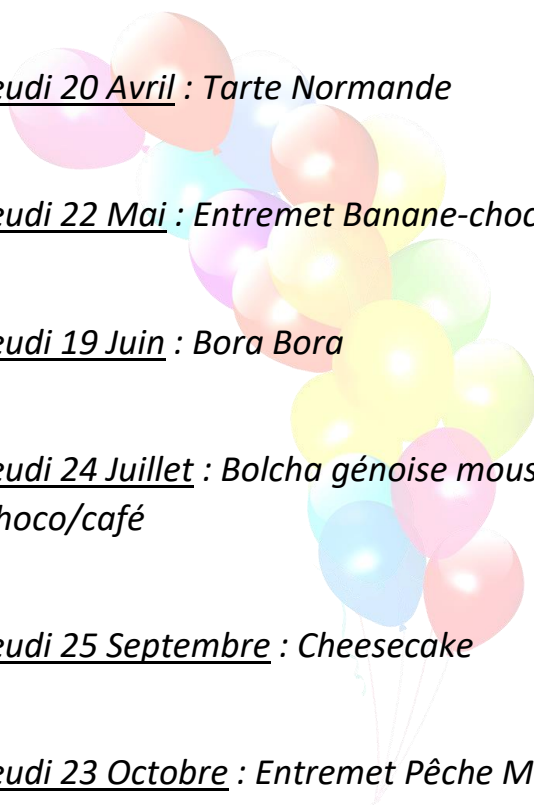 eudi 20 Avril : Tarte Normande
eudi 22 Mai : Entremet Banane-choc
eudi 19 Juin : Bora Bora
eudi 24 Juillet : Bolcha génoise mous
hoco/café
eudi 25 Septembre : Cheesecake
eudi 23 Octobre : Entremet Pêche M